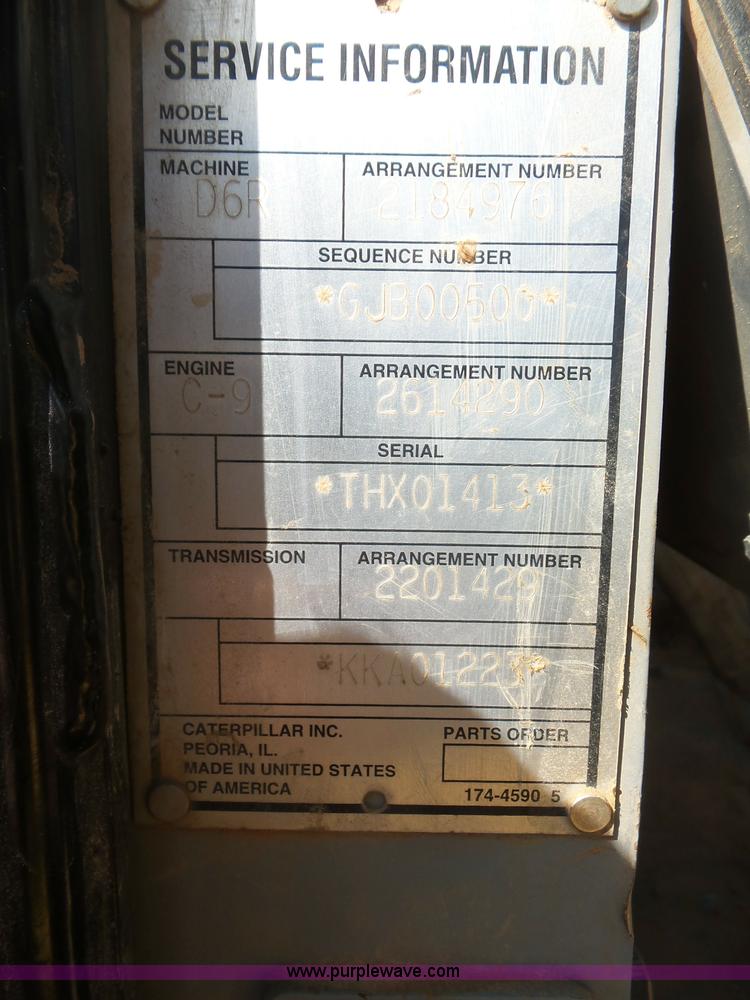 SERVICE INFORMATION
MODEL
NUMBER
MACHINE ARRANGEMENT NUMBER
D6R 2184976
SEQUENCE NUMBER
ENGINE ARRANGEMENT NUMBER
C-9 2614290
SERIAL
*THX01413*
TRANSMISSION ARRANGEMENT NUMBER
2201429
CATERPILLAR INC. PARTS ORDER
PEORIA, IL.
MADE IN UNITED STATES
OF AMERICA 174-4590 5
www.purplewave.com